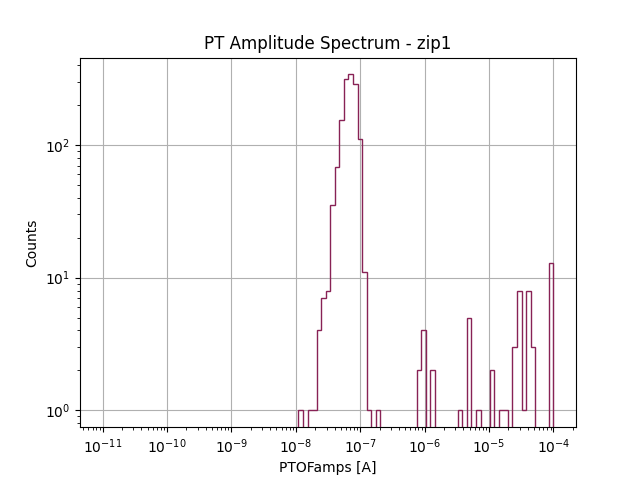 PT Amplitude Spectrum - zip1
Counts
10²
10¹
10⁰
10⁻¹¹ 10⁻¹⁰ 10⁻⁹ 10⁻⁸ 10⁻⁷ 10⁻⁶ 10⁻⁵ 10⁻⁴
PTOFamps [A]